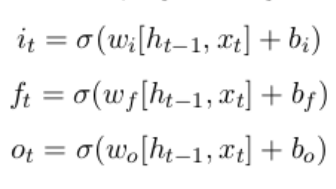 i_t = σ(w_i[h_{t−1}, x_t] + b_i)
f_t = σ(w_f[h_{t−1}, x_t] + b_f)
o_t = σ(w_o[h_{t−1}, x_t] + b_o)